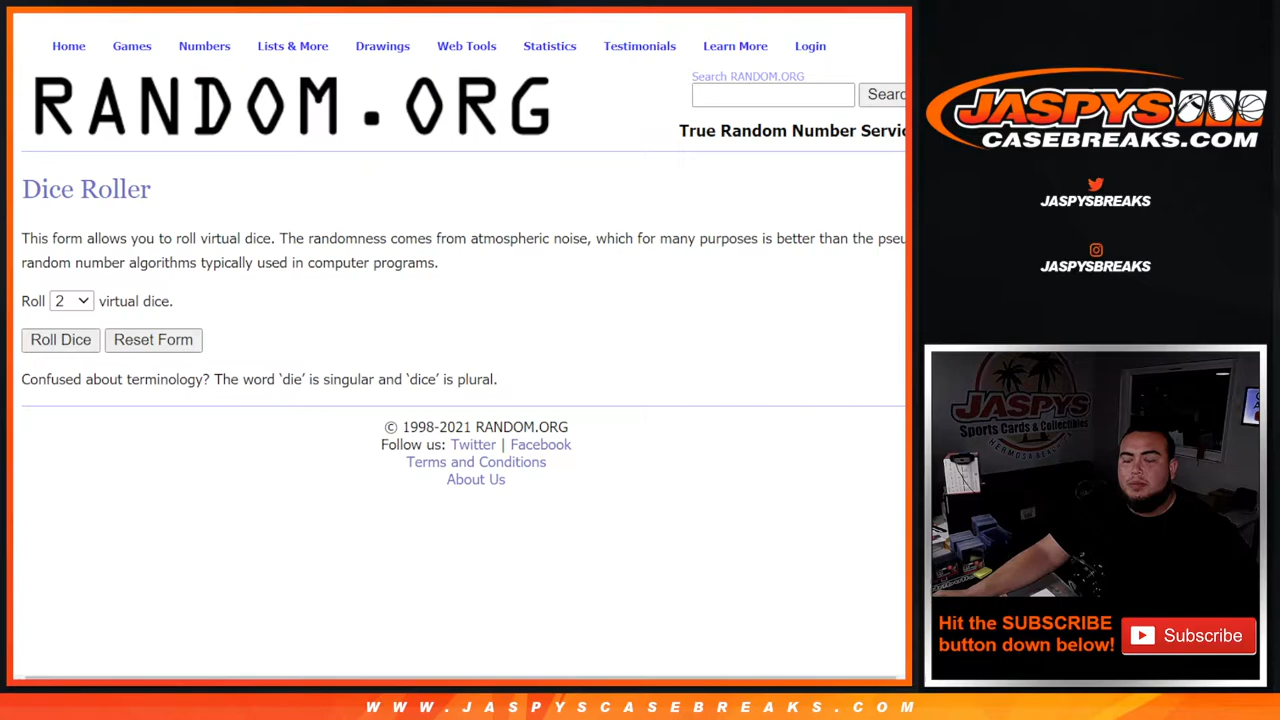 Home Games Numbers Lists & More Drawings Web Tools Statistics Testimonials Learn More Login
RANDOM.ORG
Search RANDOM.ORG
Searc
True Random Number Servic
Dice Roller
This form allows you to roll virtual dice. The randomness comes from atmospheric noise, which for many purposes is better than the pseu
random number algorithms typically used in computer programs.
Roll 2 virtual dice.
Roll Dice Reset Form
Confused about terminology? The word ‘die’ is singular and ‘dice’ is plural.
© 1998-2021 RANDOM.ORG
Follow us: Twitter | Facebook
Terms and Conditions
About Us
JASPYS
CASEBREAKS.COM
JASPYSBREAKS
JASPYSBREAKS
JASPYS
Sports Cards & Collectibles
HERMOSA BEACH
Hit the SUBSCRIBE
button down below!
Subscribe
WWW.JASPYSCASEBREAKS.COM